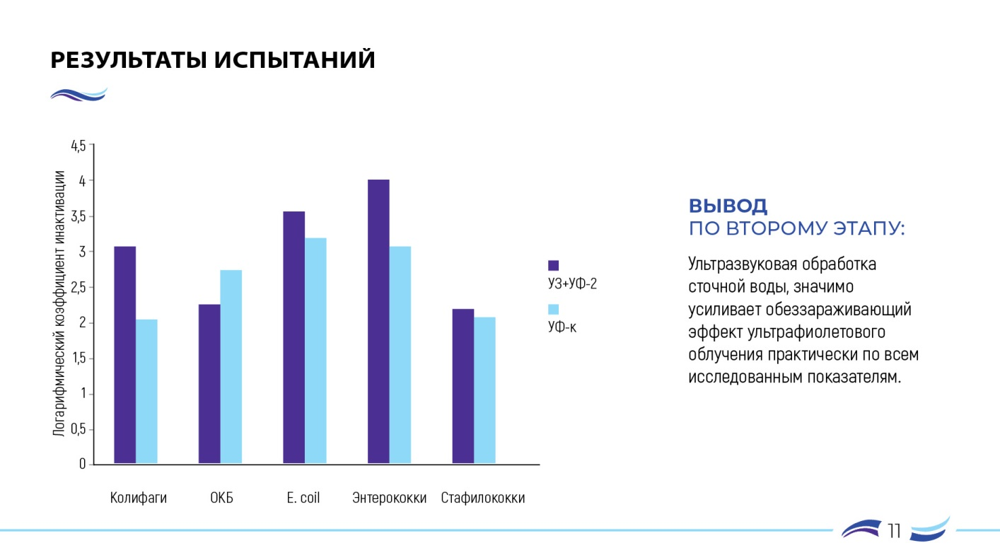 РЕЗУЛЬТАТЫ ИСПЫТАНИЙ
Логарифмический коэффициент инактивации
4,5
4
3,5
3
2,5
2
1,5
1
0,5
0
Колифаги
ОКБ
E. coil
Энтерококки
Стафилококки
УЗ+УФ-2
УФ-к
ВЫВОД
ПО ВТОРОМУ ЭТАПУ:
Ультразвуковая обработка
сточной воды, значимо
усиливает обеззараживающий
эффект ультрафиолетового
облучения практически по всем
исследованным показателям.
11